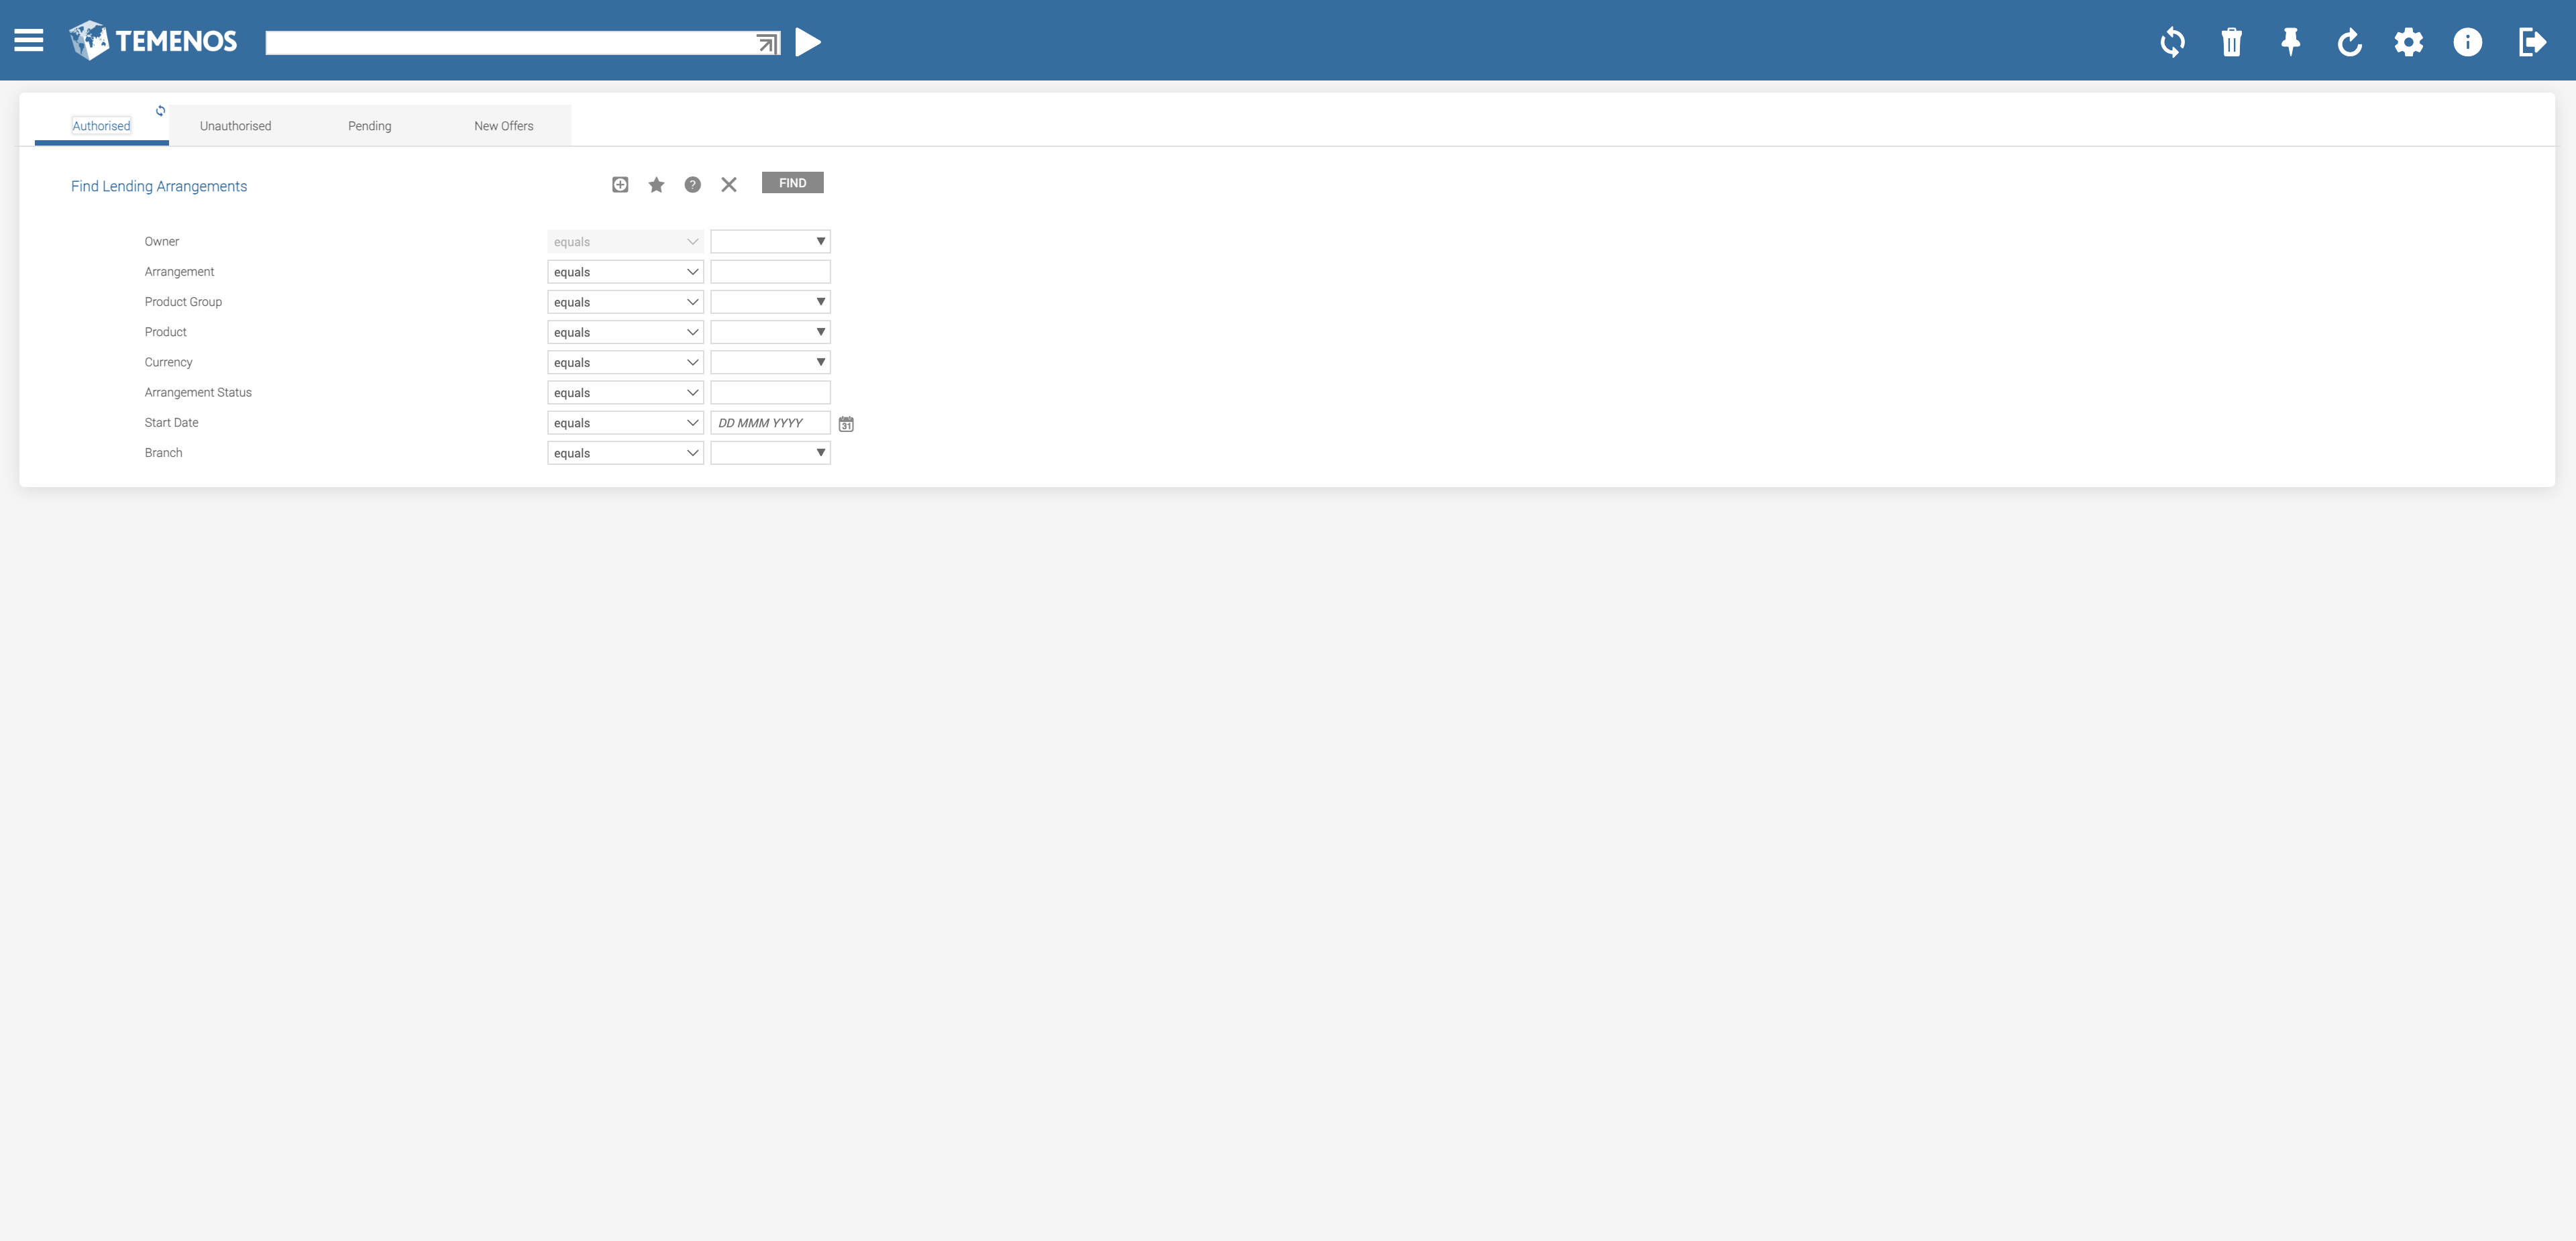 TEMENOS
Authorised Unauthorised Pending New Offers
Find Lending Arrangements FIND
Owner equals
Arrangement equals
Product Group equals
Product equals
Currency equals
Arrangement Status equals
Start Date equals DD MMM YYYY 31
Branch equals